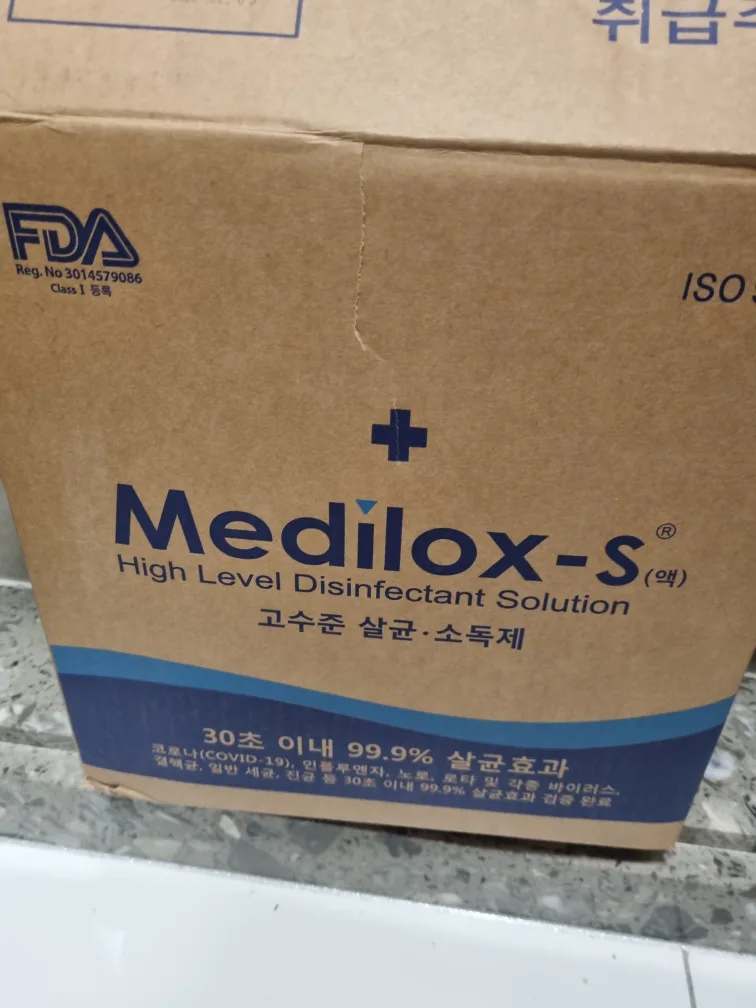 취급
FDA
Reg. No 3014579086
Class I 등록
ISO
Medilox-S® (액)
High Level Disinfectant Solution
고수준 살균·소독제
30초 이내 99.9% 살균효과
코로나(COVID-19), 인플루엔자, 노로, 로타 및 각종 바이러스,
결핵균, 일반 세균, 진균 등 30초 이내 99.9% 살균효과 검증 완료